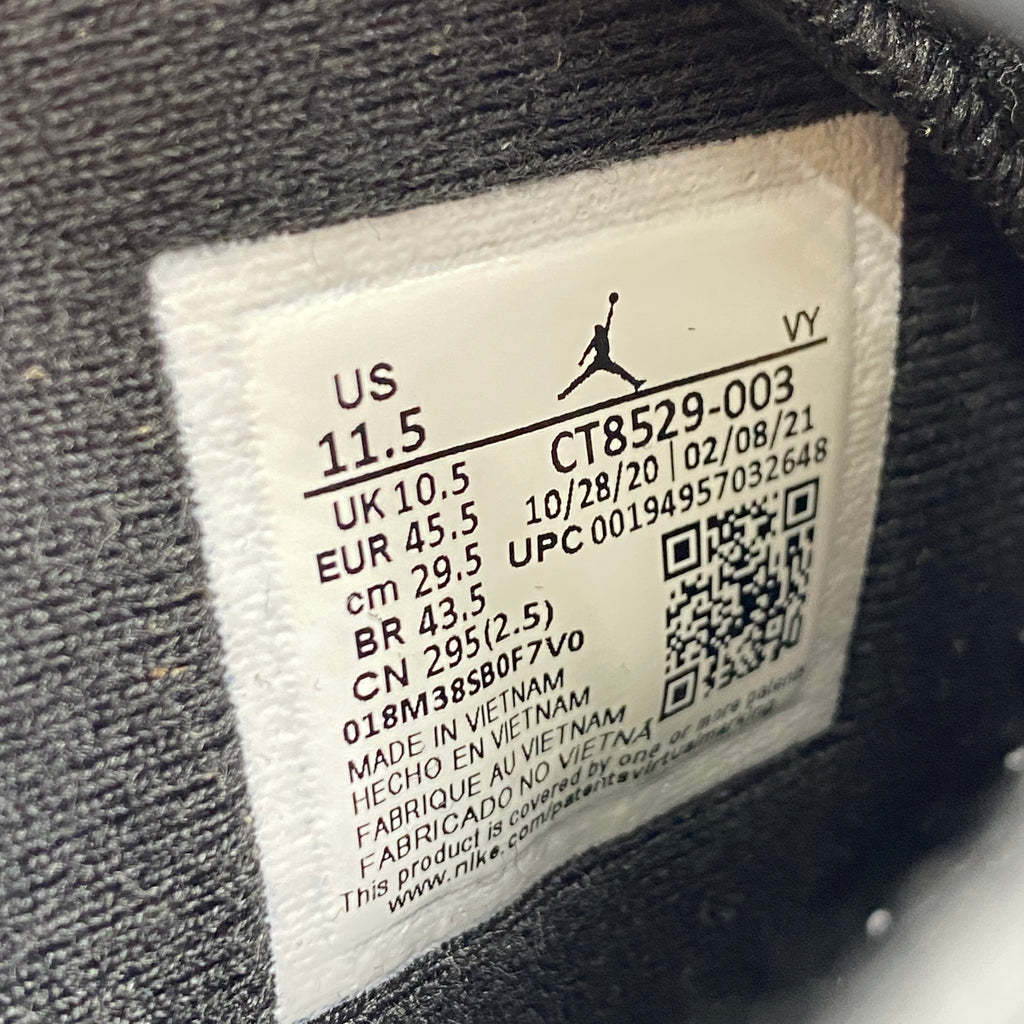 US VY
11.5 CT8529-003
UK 10.5 10/28/20 | 02/08/21
EUR 45.5 UPC 00194957032648
cm 29.5
BR 43.5
CN 295(2.5)
018M38SB0F7V0
MADE IN VIETNAM
HECHO EN VIETNAM
FABRIQUE AU VIETNAM
FABRICADO NO VIETNÃ
This product is covered by one or more patents
www.nike.com/patentsvirtualmarking